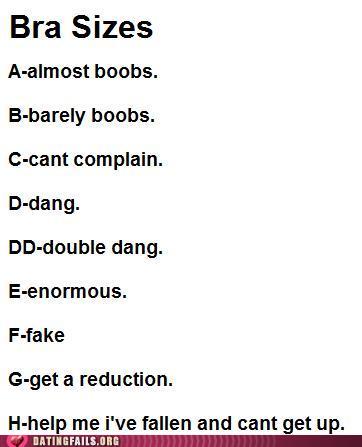 Bra Sizes
A-almost boobs.
B-barely boobs.
C-cant complain.
D-dang.
DD-double dang.
E-enormous.
F-fake
G-get a reduction.
H-help me i've fallen and cant get up.
DATINGFAILS.ORG